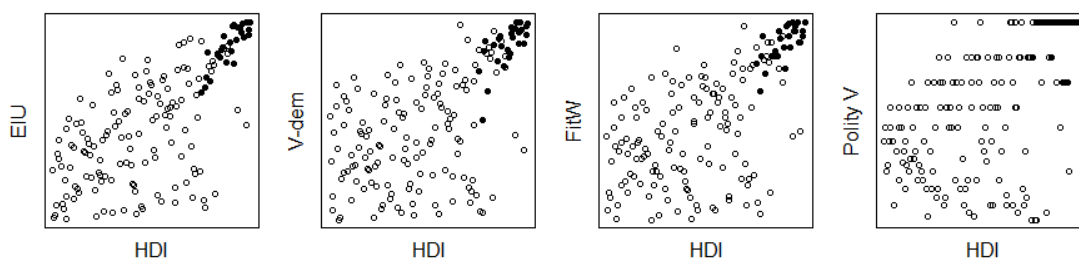 EIU
HDI
V-dem
HDI
FitW
HDI
Polity V
HDI